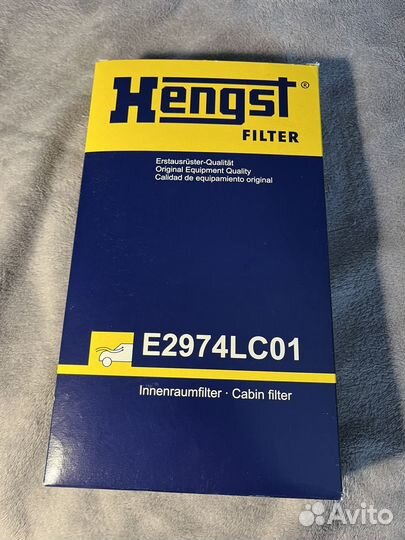 Hengst®
FILTER
Erstausrüster-Qualität
Original Equipment Quality
Calidad de equipamiento original
E2974LC01
Innenraumfilter · Cabin filter
Avito